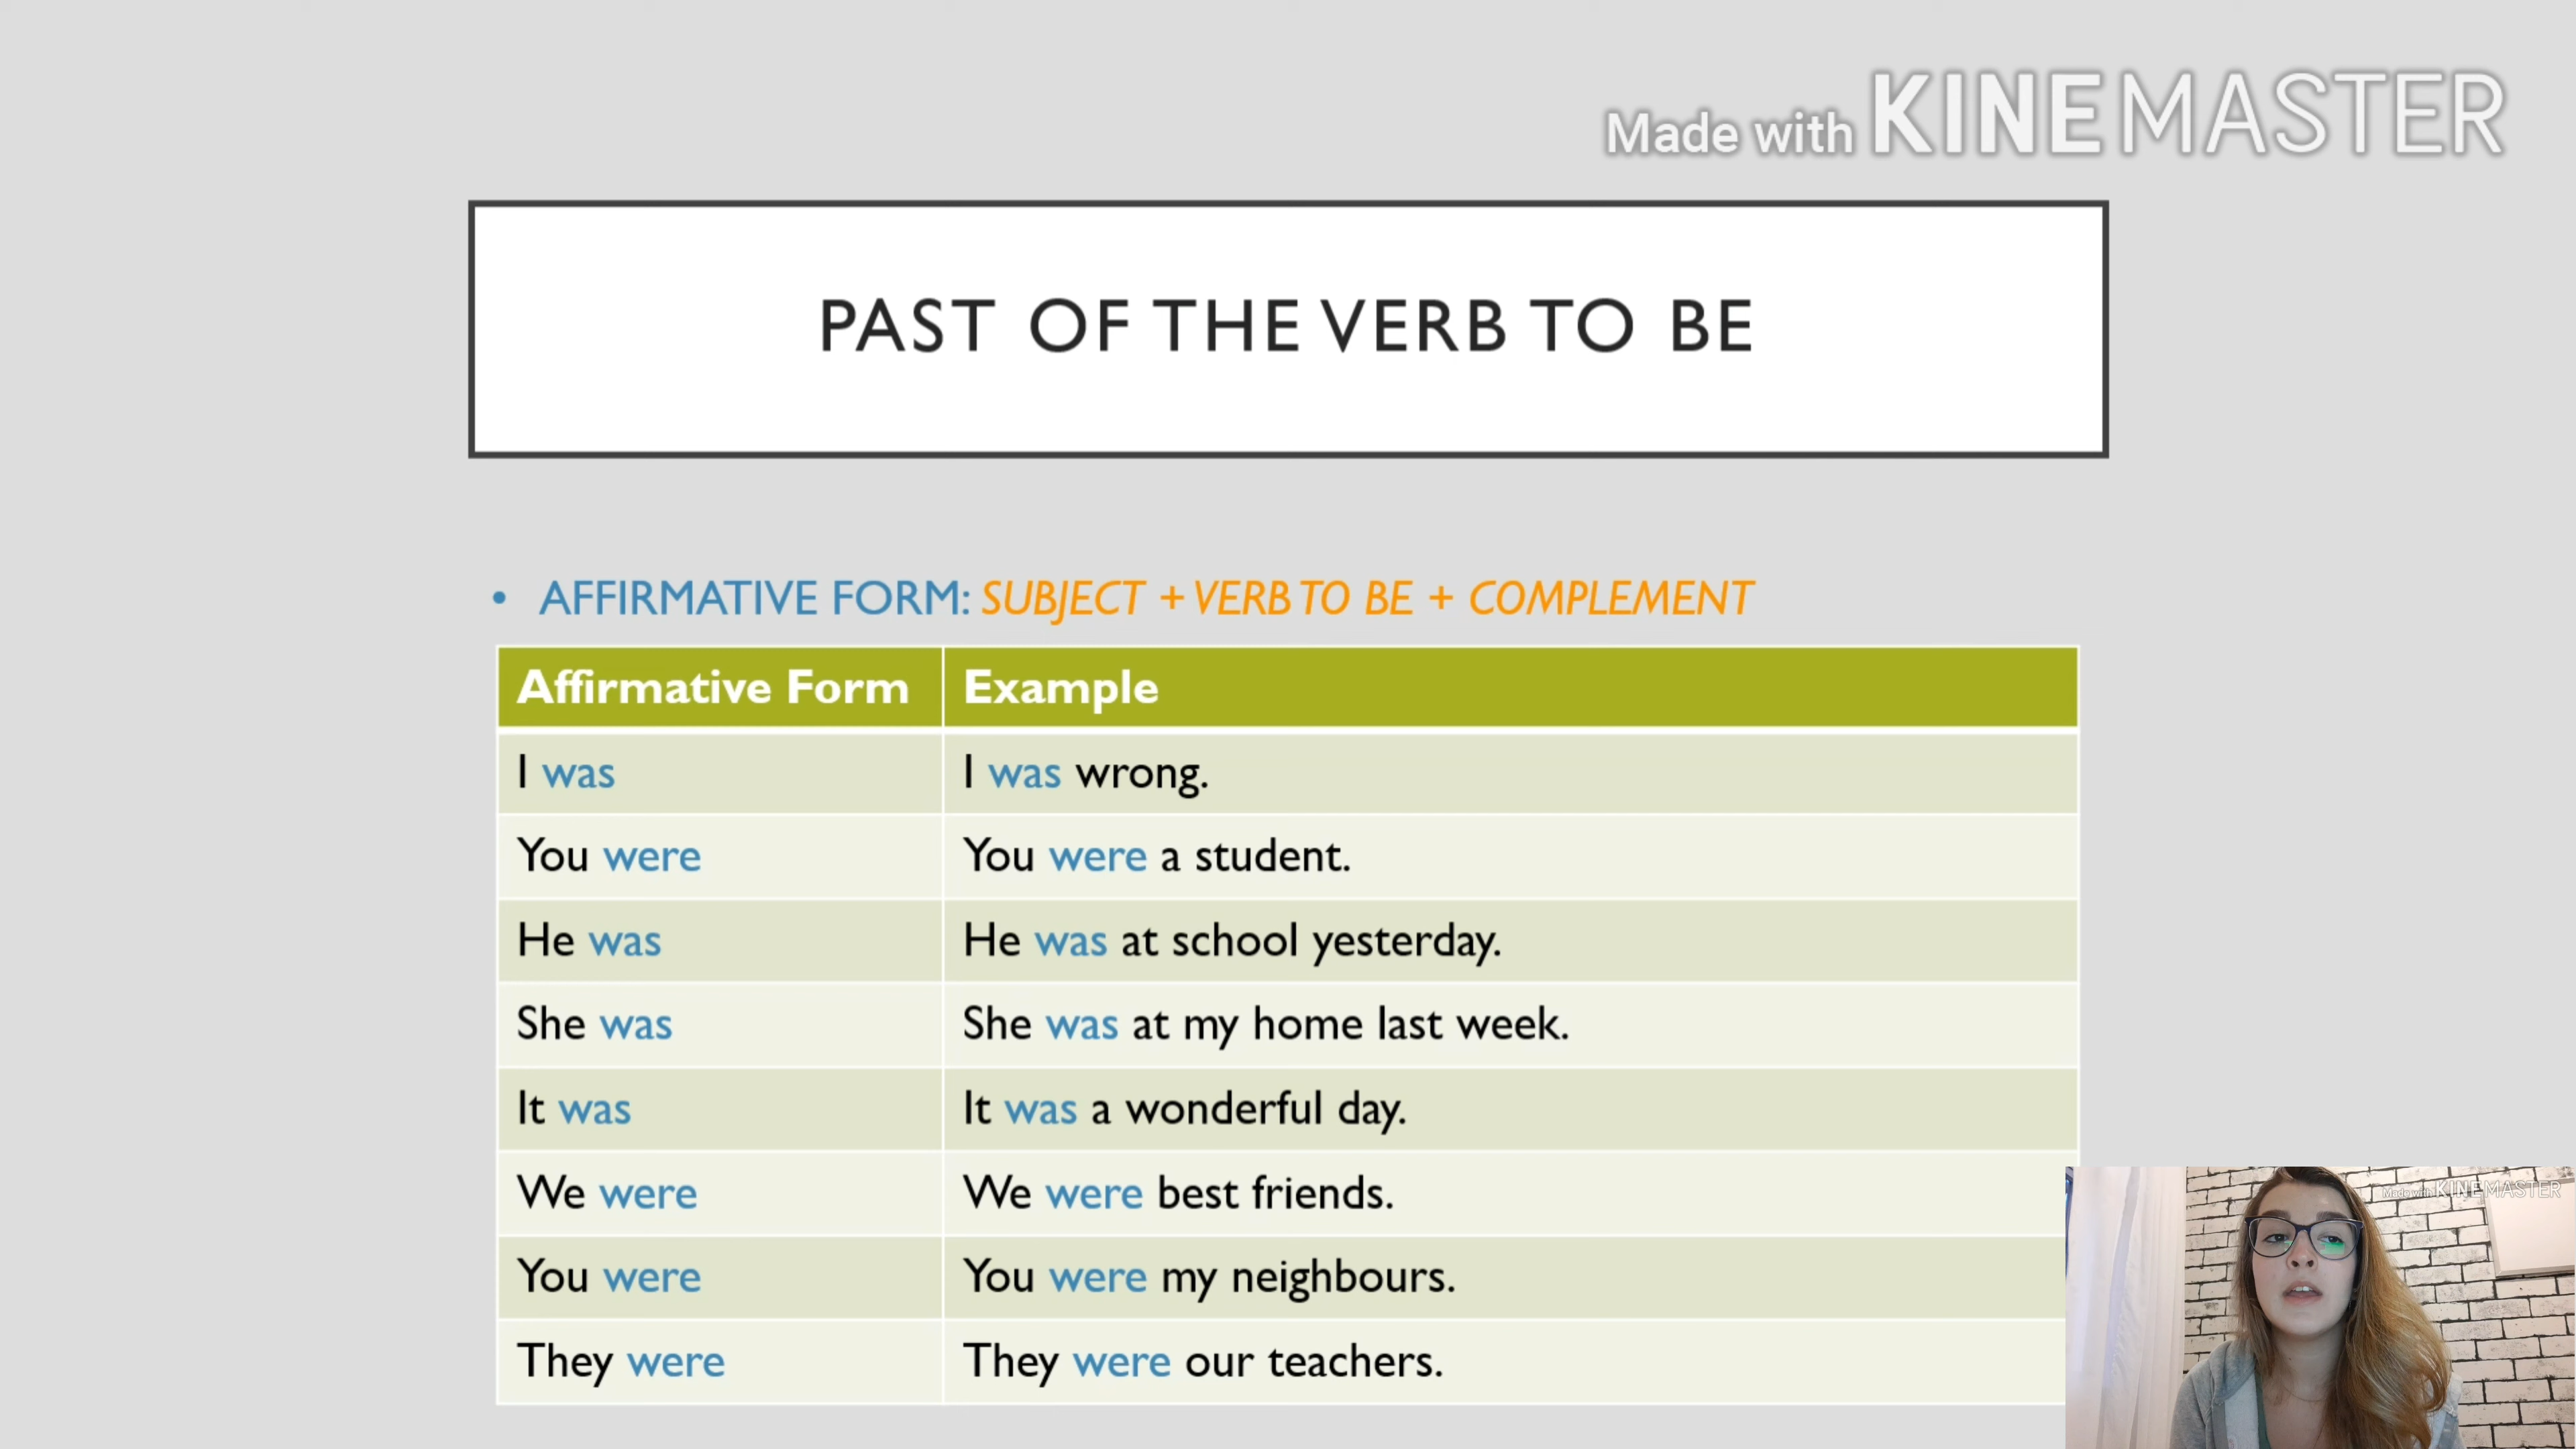 Made with KINEMASTER
PAST OF THE VERB TO BE
• AFFIRMATIVE FORM: SUBJECT + VERB TO BE + COMPLEMENT
Affirmative Form Example
I was I was wrong.
You were You were a student.
He was He was at school yesterday.
She was She was at my home last week.
It was It was a wonderful day.
We were We were best friends.
Made with KINEMASTER
You were You were my neighbours.
They were They were our teachers.